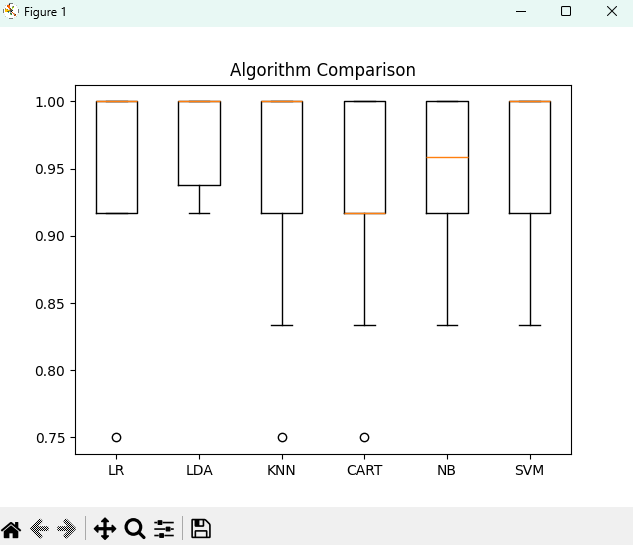 Figure 1
Algorithm Comparison
1.00
0.95
0.90
0.85
0.80
0.75
LR LDA KNN CART NB SVM